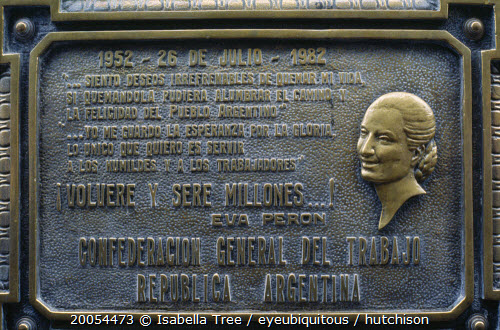 1952 - 26 DE JULIO - 1982
"... SIENTO DESEOS IRREFRENABLES DE QUEMAR MI VIDA
SI QUEMANDOLA PUDIERA ALUMBRAR EL CAMINO Y
LA FELICIDAD DEL PUEBLO ARGENTINO"
"... YO ME GUARDO LA ESPERANZA POR LA GLORIA.
LO UNICO QUE QUIERO ES SERVIR
A LOS HUMILDES Y A LOS TRABAJADORES"
¡VOLVERE Y SERE MILLONES...!
EVA PERON
CONFEDERACION GENERAL DEL TRABAJO
REPUBLICA ARGENTINA
20054473 © Isabella Tree / eyeubiquitous / hutchison